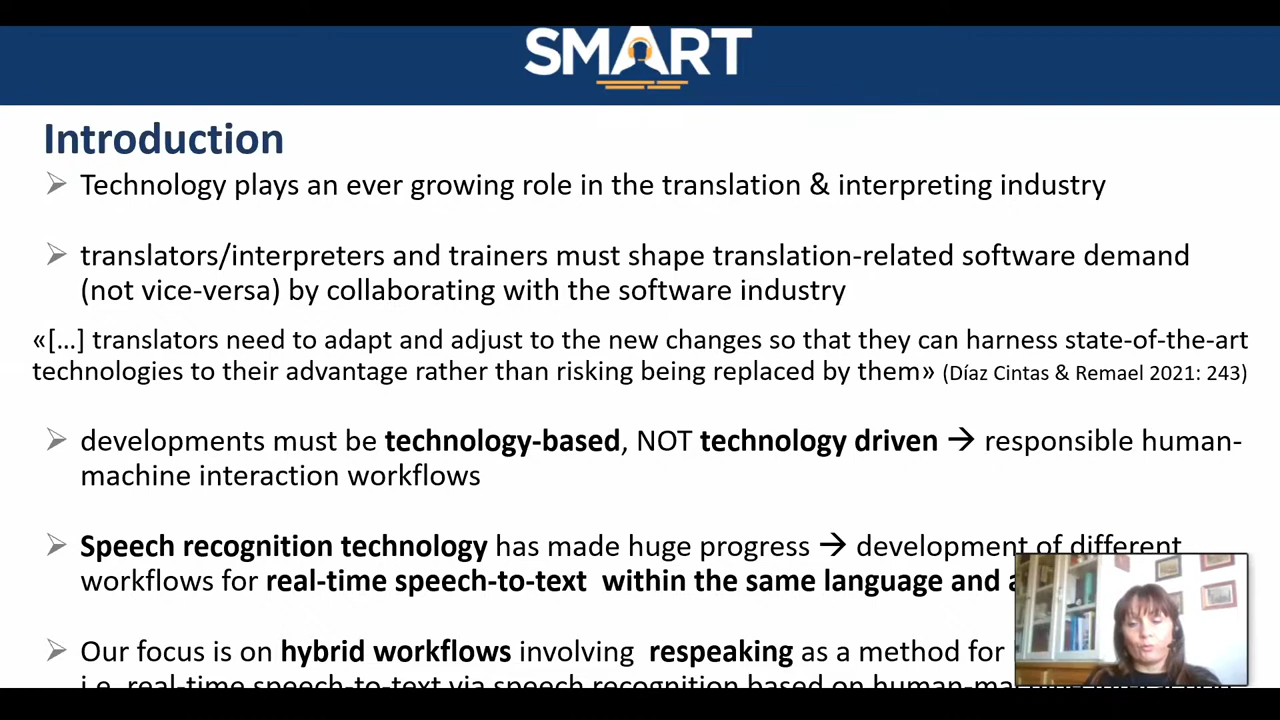 SMART
Introduction
Technology plays an ever growing role in the translation & interpreting industry
translators/interpreters and trainers must shape translation-related software demand
(not vice-versa) by collaborating with the software industry
«[...] translators need to adapt and adjust to the new changes so that they can harness state-of-the-art
technologies to their advantage rather than risking being replaced by them» (Díaz Cintas & Remael 2021: 243)
developments must be technology-based, NOT technology driven → responsible human-
machine interaction workflows
Speech recognition technology has made huge progress → development of different
workflows for real-time speech-to-text within the same language and
Our focus is on hybrid workflows involving respeaking as a method for
i.e. real-time speech-to-text via speech recognition based on